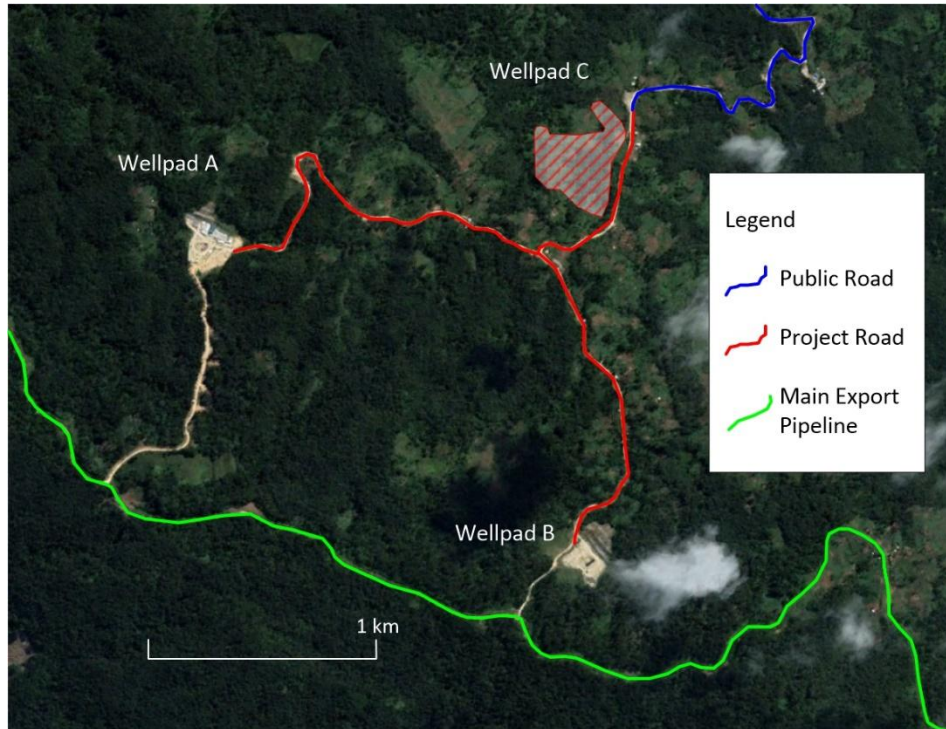 Wellpad C
Wellpad A
Legend
Public Road
Project Road
Main Export
Pipeline
Wellpad B
1 km